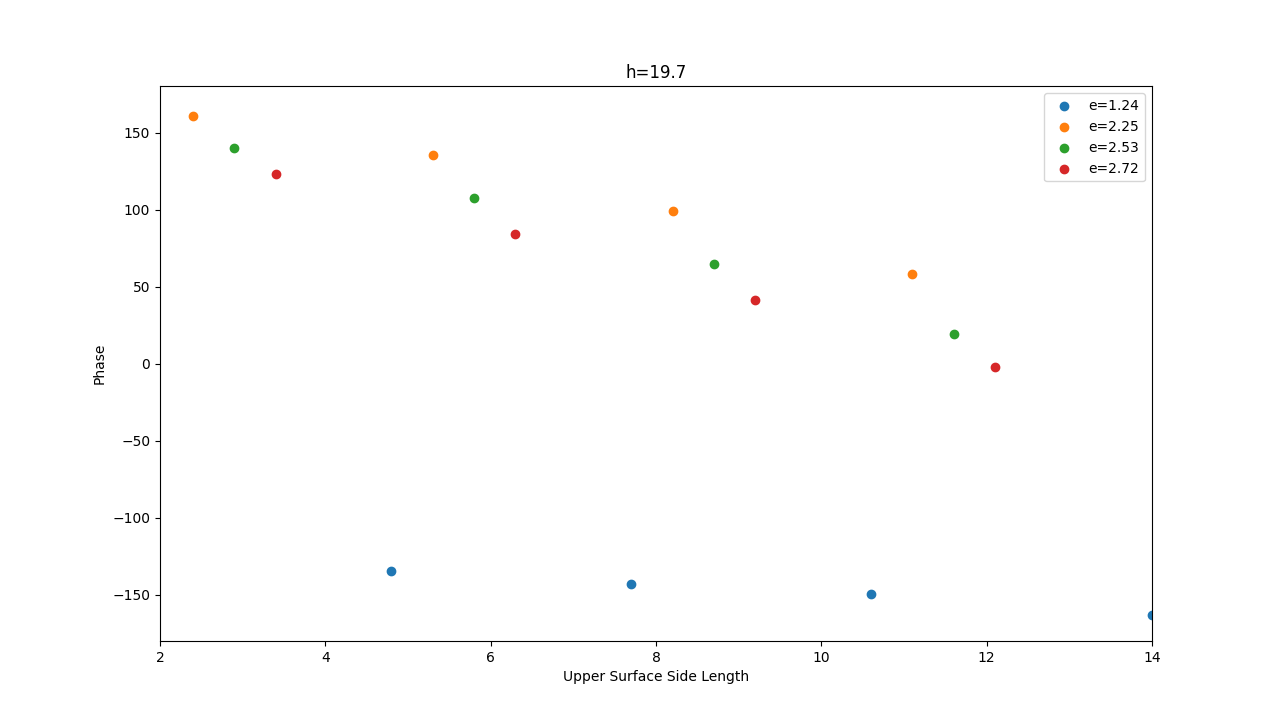 h=19.7
e=1.24
e=2.25
e=2.53
e=2.72
150
100
50
0
−50
−100
−150
Phase
2 4 6 8 10 12 14
Upper Surface Side Length